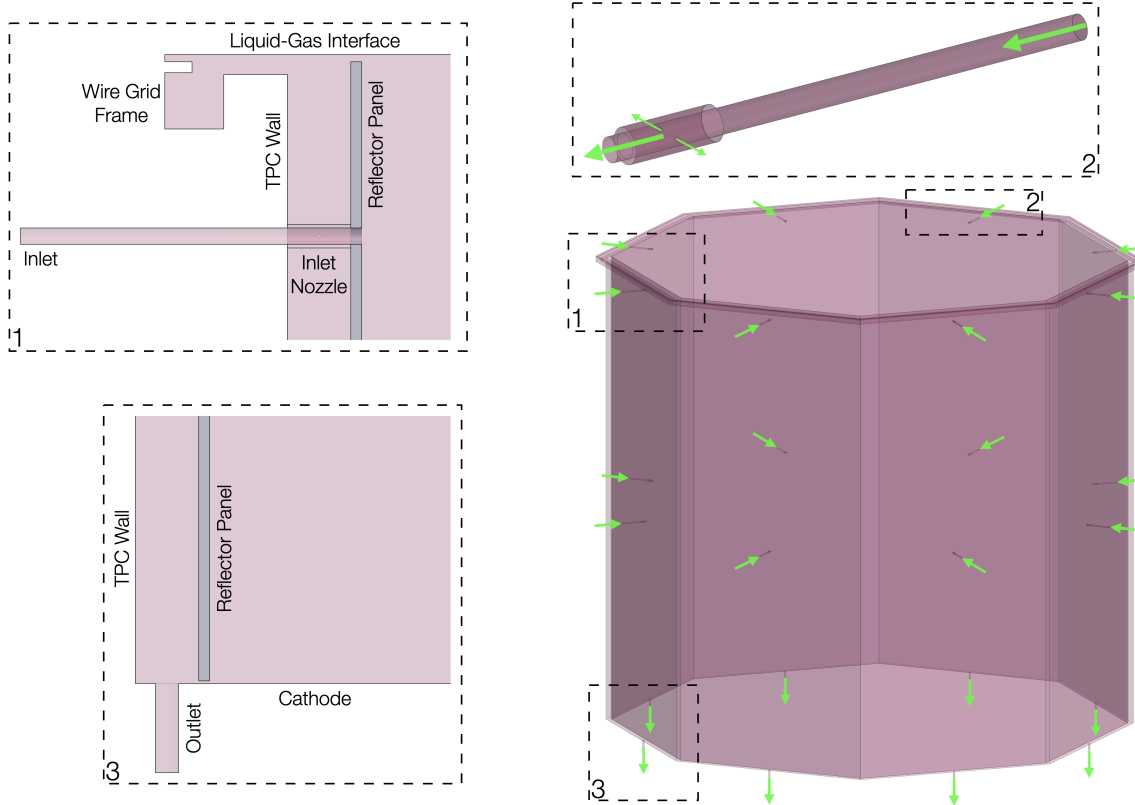 Liquid-Gas Interface
Wire Grid
Frame
TPC Wall
Reflector Panel
Inlet
Inlet
Nozzle
1
2
2
1
3
TPC Wall
Reflector Panel
Cathode
Outlet
3